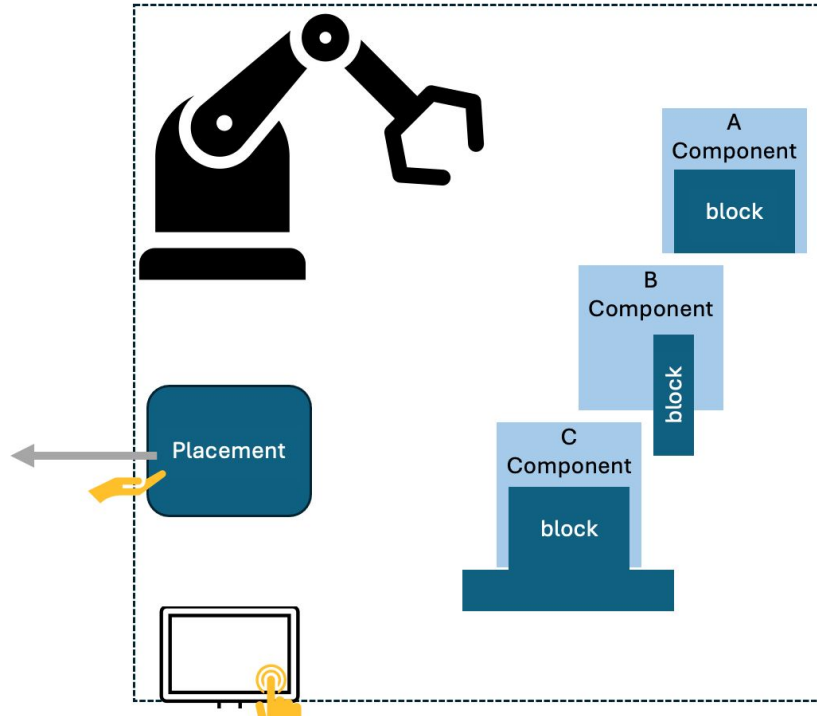 A
Component
block
B
Component
block
C
Component
block
Placement